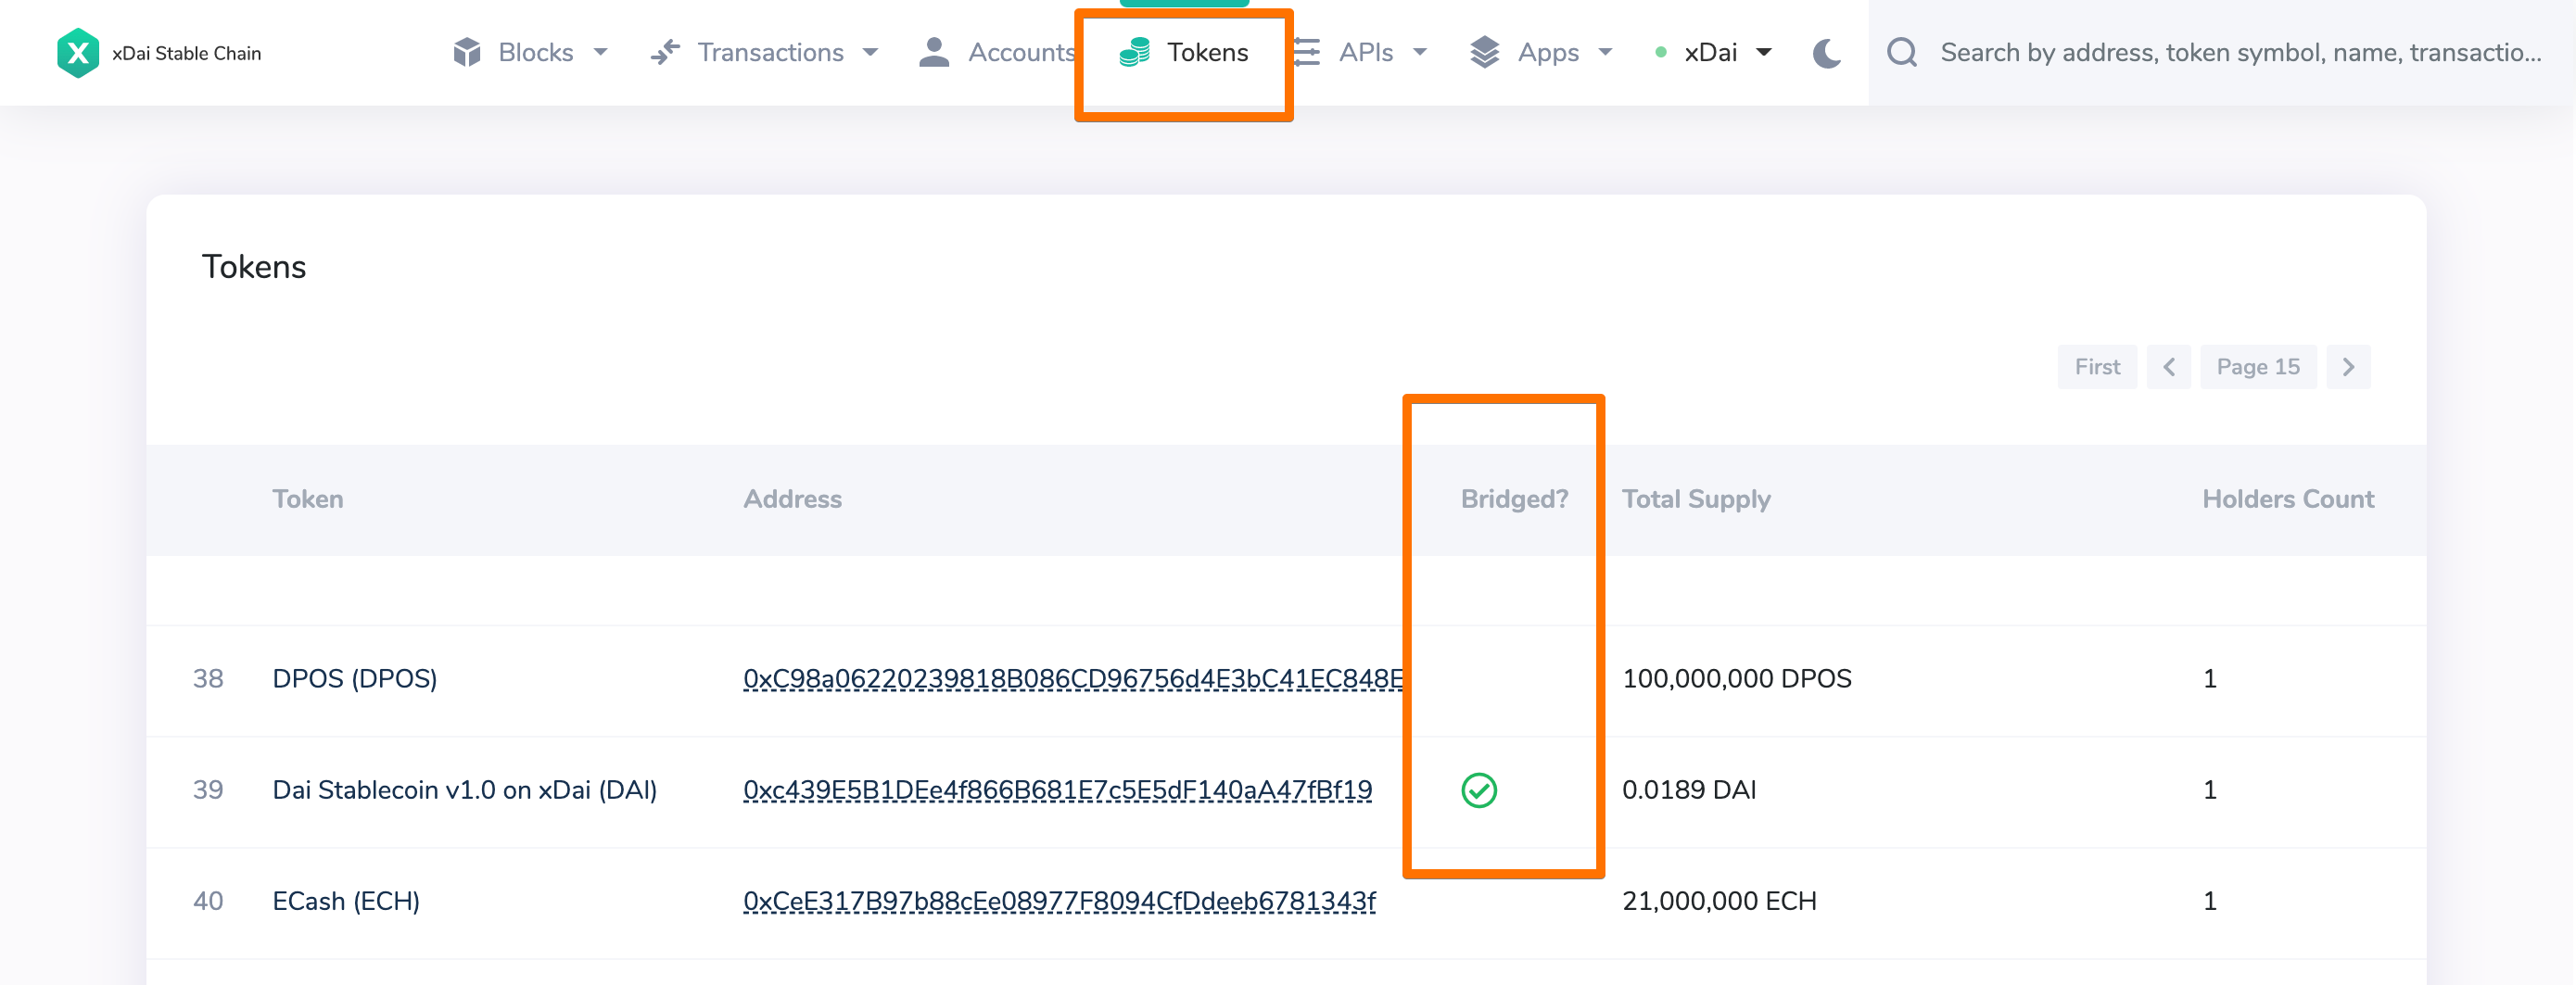 X xDai Stable Chain Blocks Transactions Accounts Tokens APIs Apps xDai Search by address, token symbol, name, transactio...
Tokens
First Page 15
Token Address Bridged? Total Supply Holders Count
38 DPOS (DPOS) 0xC98a06220239818B086CD96756d4E3bC41EC848E 100,000,000 DPOS 1
39 Dai Stablecoin v1.0 on xDai (DAI) 0xc439E5B1DEe4f866B681E7c5E5dF140aA47fBf19 0.0189 DAI 1
40 ECash (ECH) 0xCeE317B97b88cEe08977F8094CfDdeeb6781343f 21,000,000 ECH 1